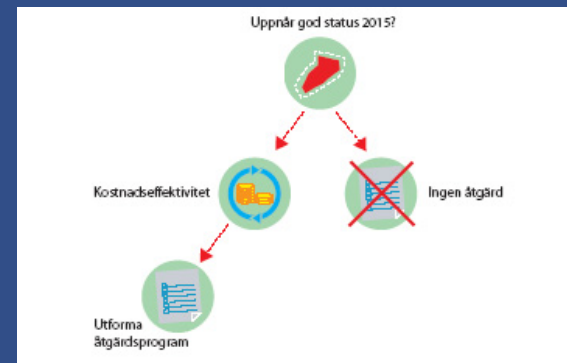 Uppnår god status 2015?
Kostnadseffektivitet
Ingen åtgärd
Utforma
åtgärdsprogram